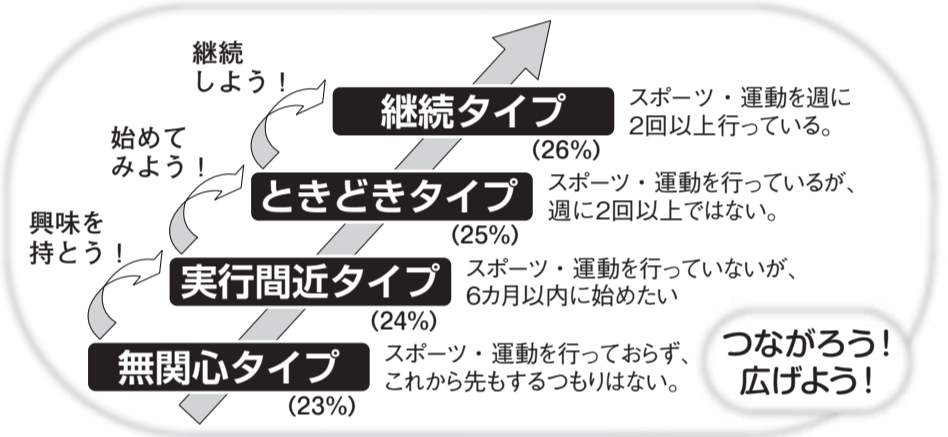 継続
しよう！
継続タイプ
(26%)
スポーツ・運動を週に
2回以上行っている。
始めて
みよう！
ときどきタイプ
(25%)
スポーツ・運動を行っているが、
週に2回以上ではない。
興味を
持とう！
実行間近タイプ
(24%)
スポーツ・運動を行っていないが、
6カ月以内に始めたい
無関心タイプ
(23%)
スポーツ・運動を行っておらず、
これから先もするつもりはない。
つながろう！
広げよう！